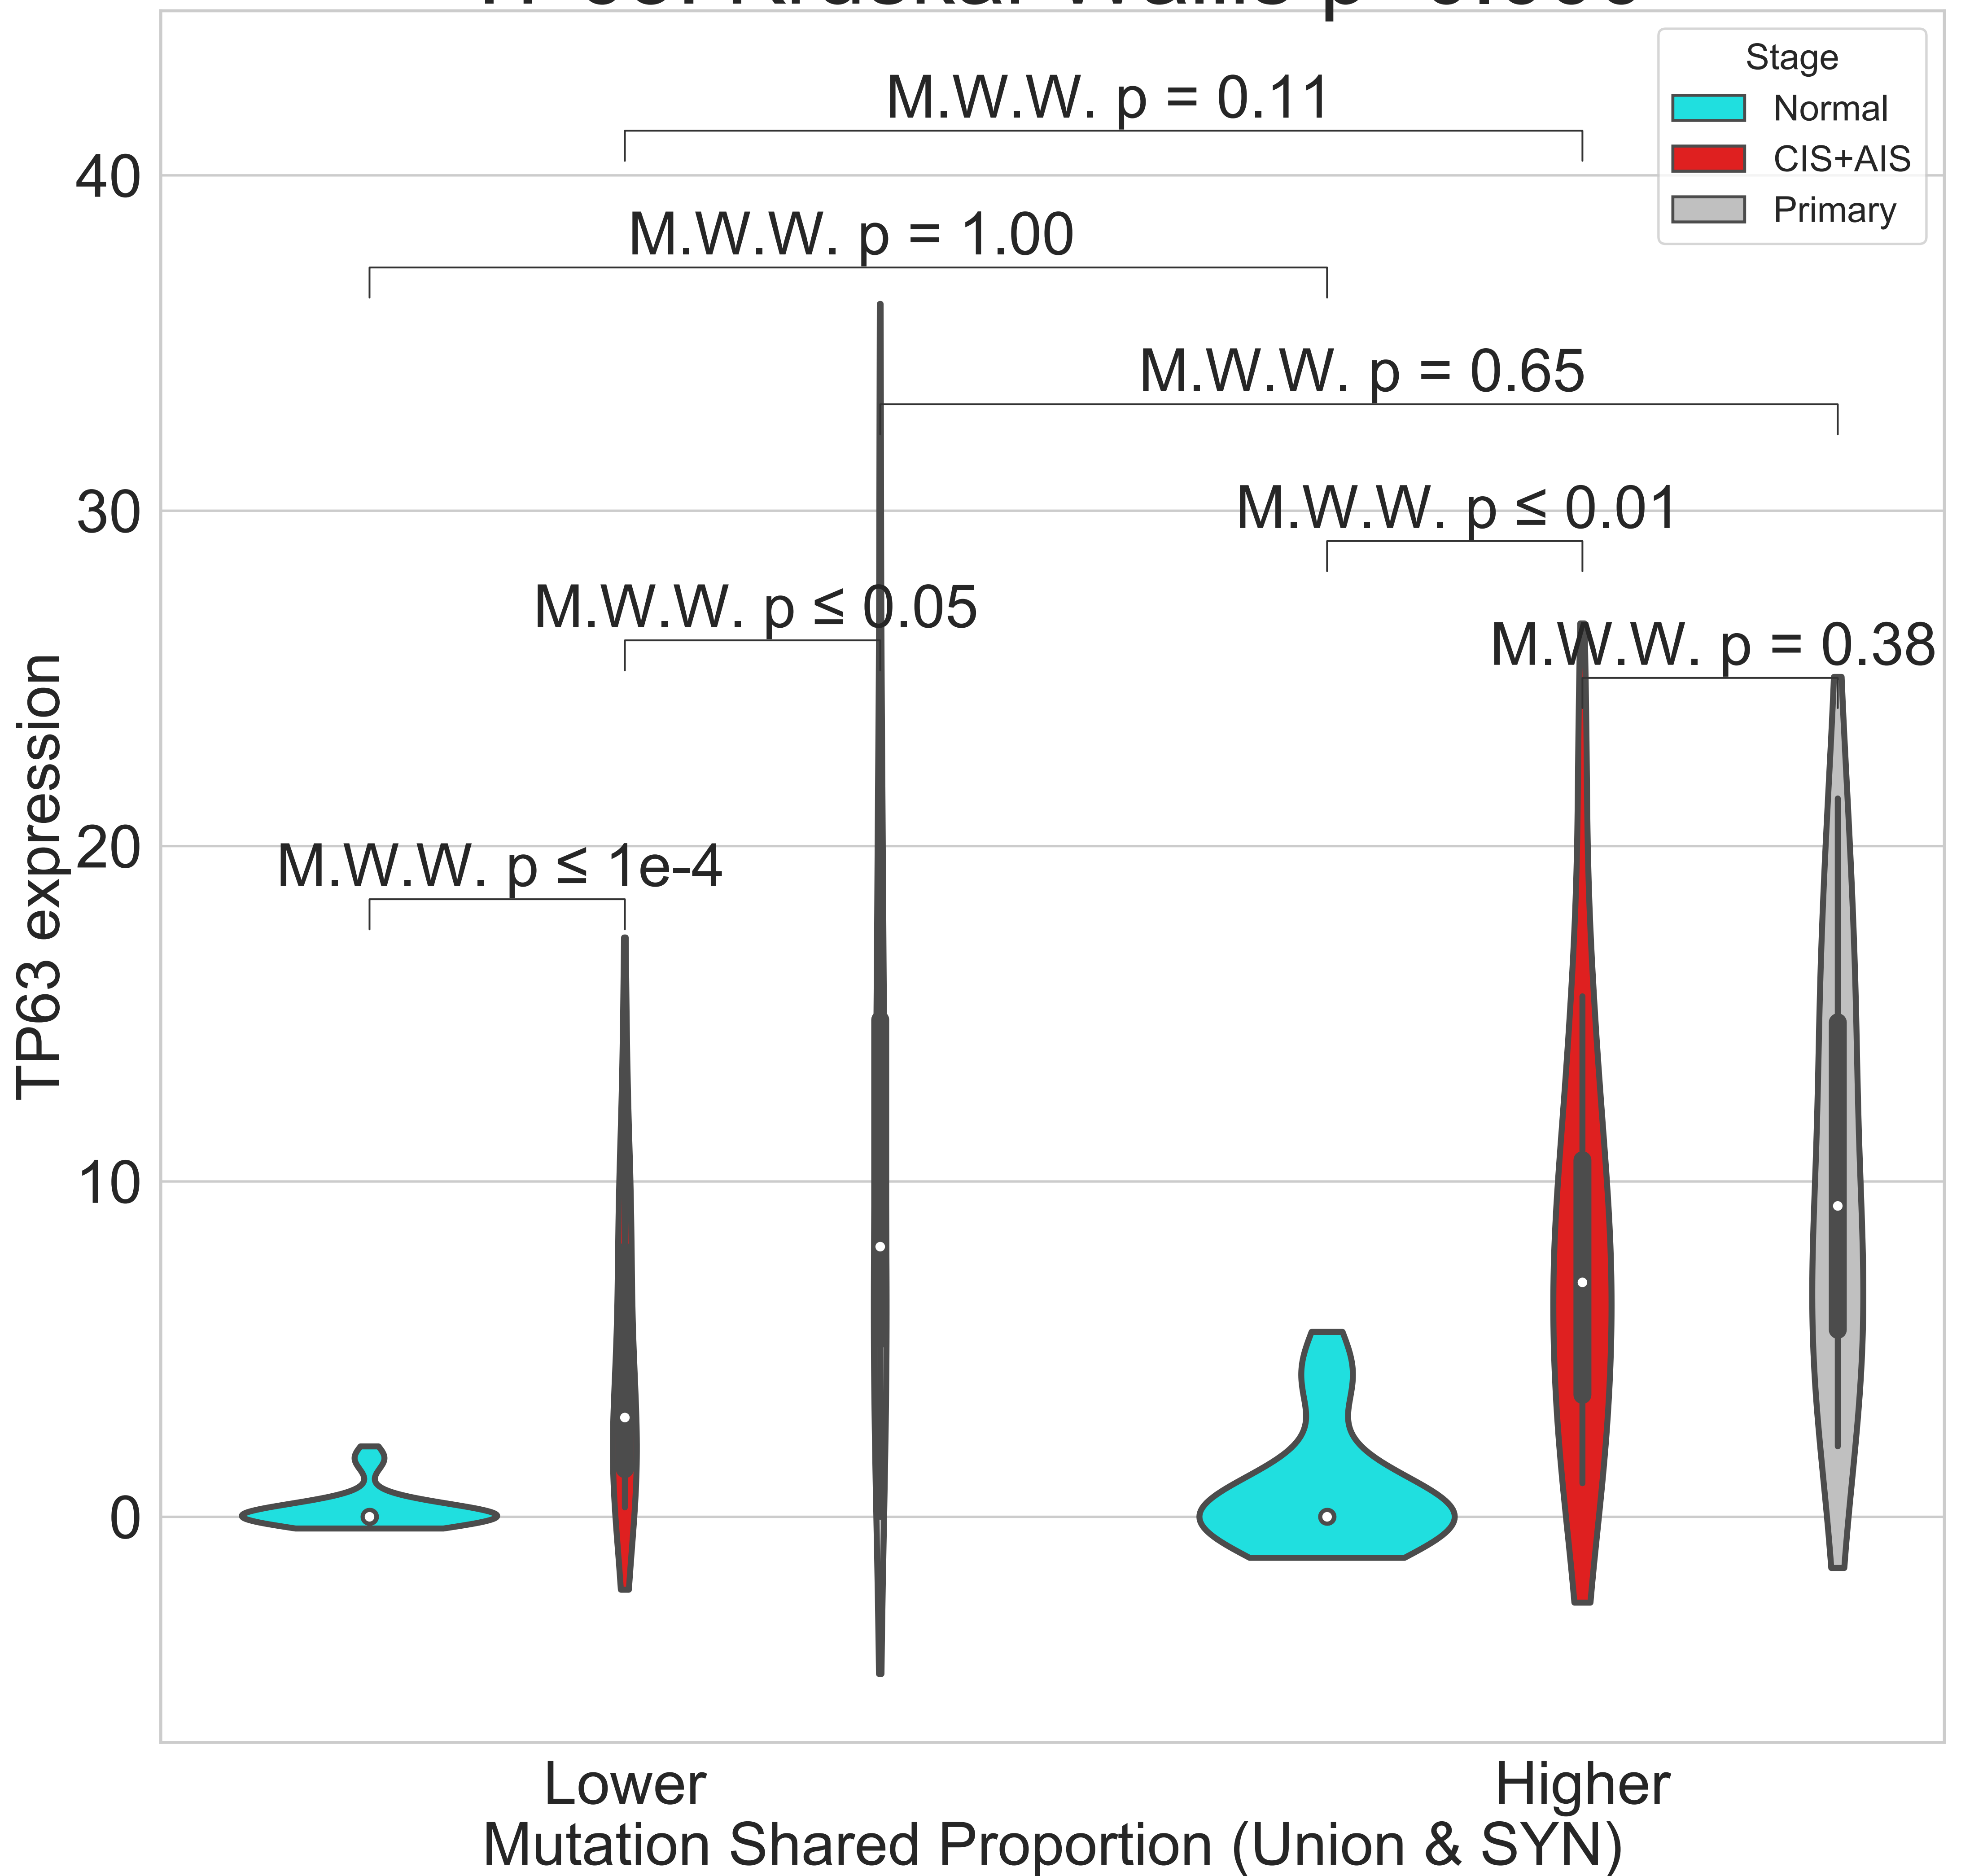 Stage
Normal
CIS+AIS
Primary
M.W.W. p = 0.11
M.W.W. p = 1.00
M.W.W. p = 0.65
M.W.W. p ≤ 0.01
M.W.W. p ≤ 0.05
M.W.W. p = 0.38
M.W.W. p ≤ 1e-4
40
30
20
10
0
TP63 expression
Lower
Higher
Mutation Shared Proportion (Union & SYN)